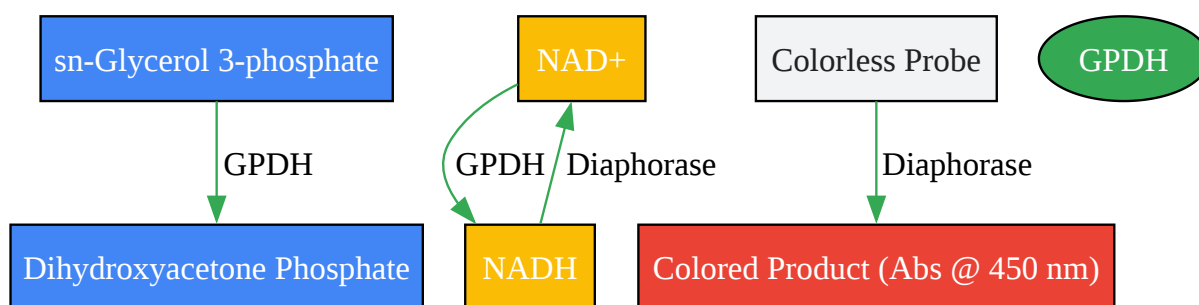 sn-Glycerol 3-phosphate
NAD+
Colorless Probe
GPDH
GPDH
GPDH
Diaphorase
Diaphorase
Dihydroxyacetone Phosphate
NADH
Colored Product (Abs @ 450 nm)